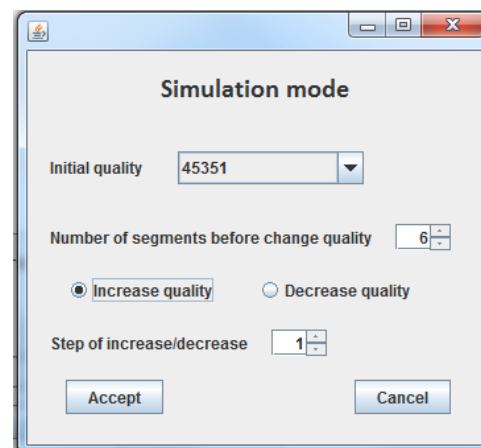 Simulation mode
Initial quality 45351
Number of segments before change quality 6
Increase quality Decrease quality
Step of increase/decrease 1
Accept Cancel